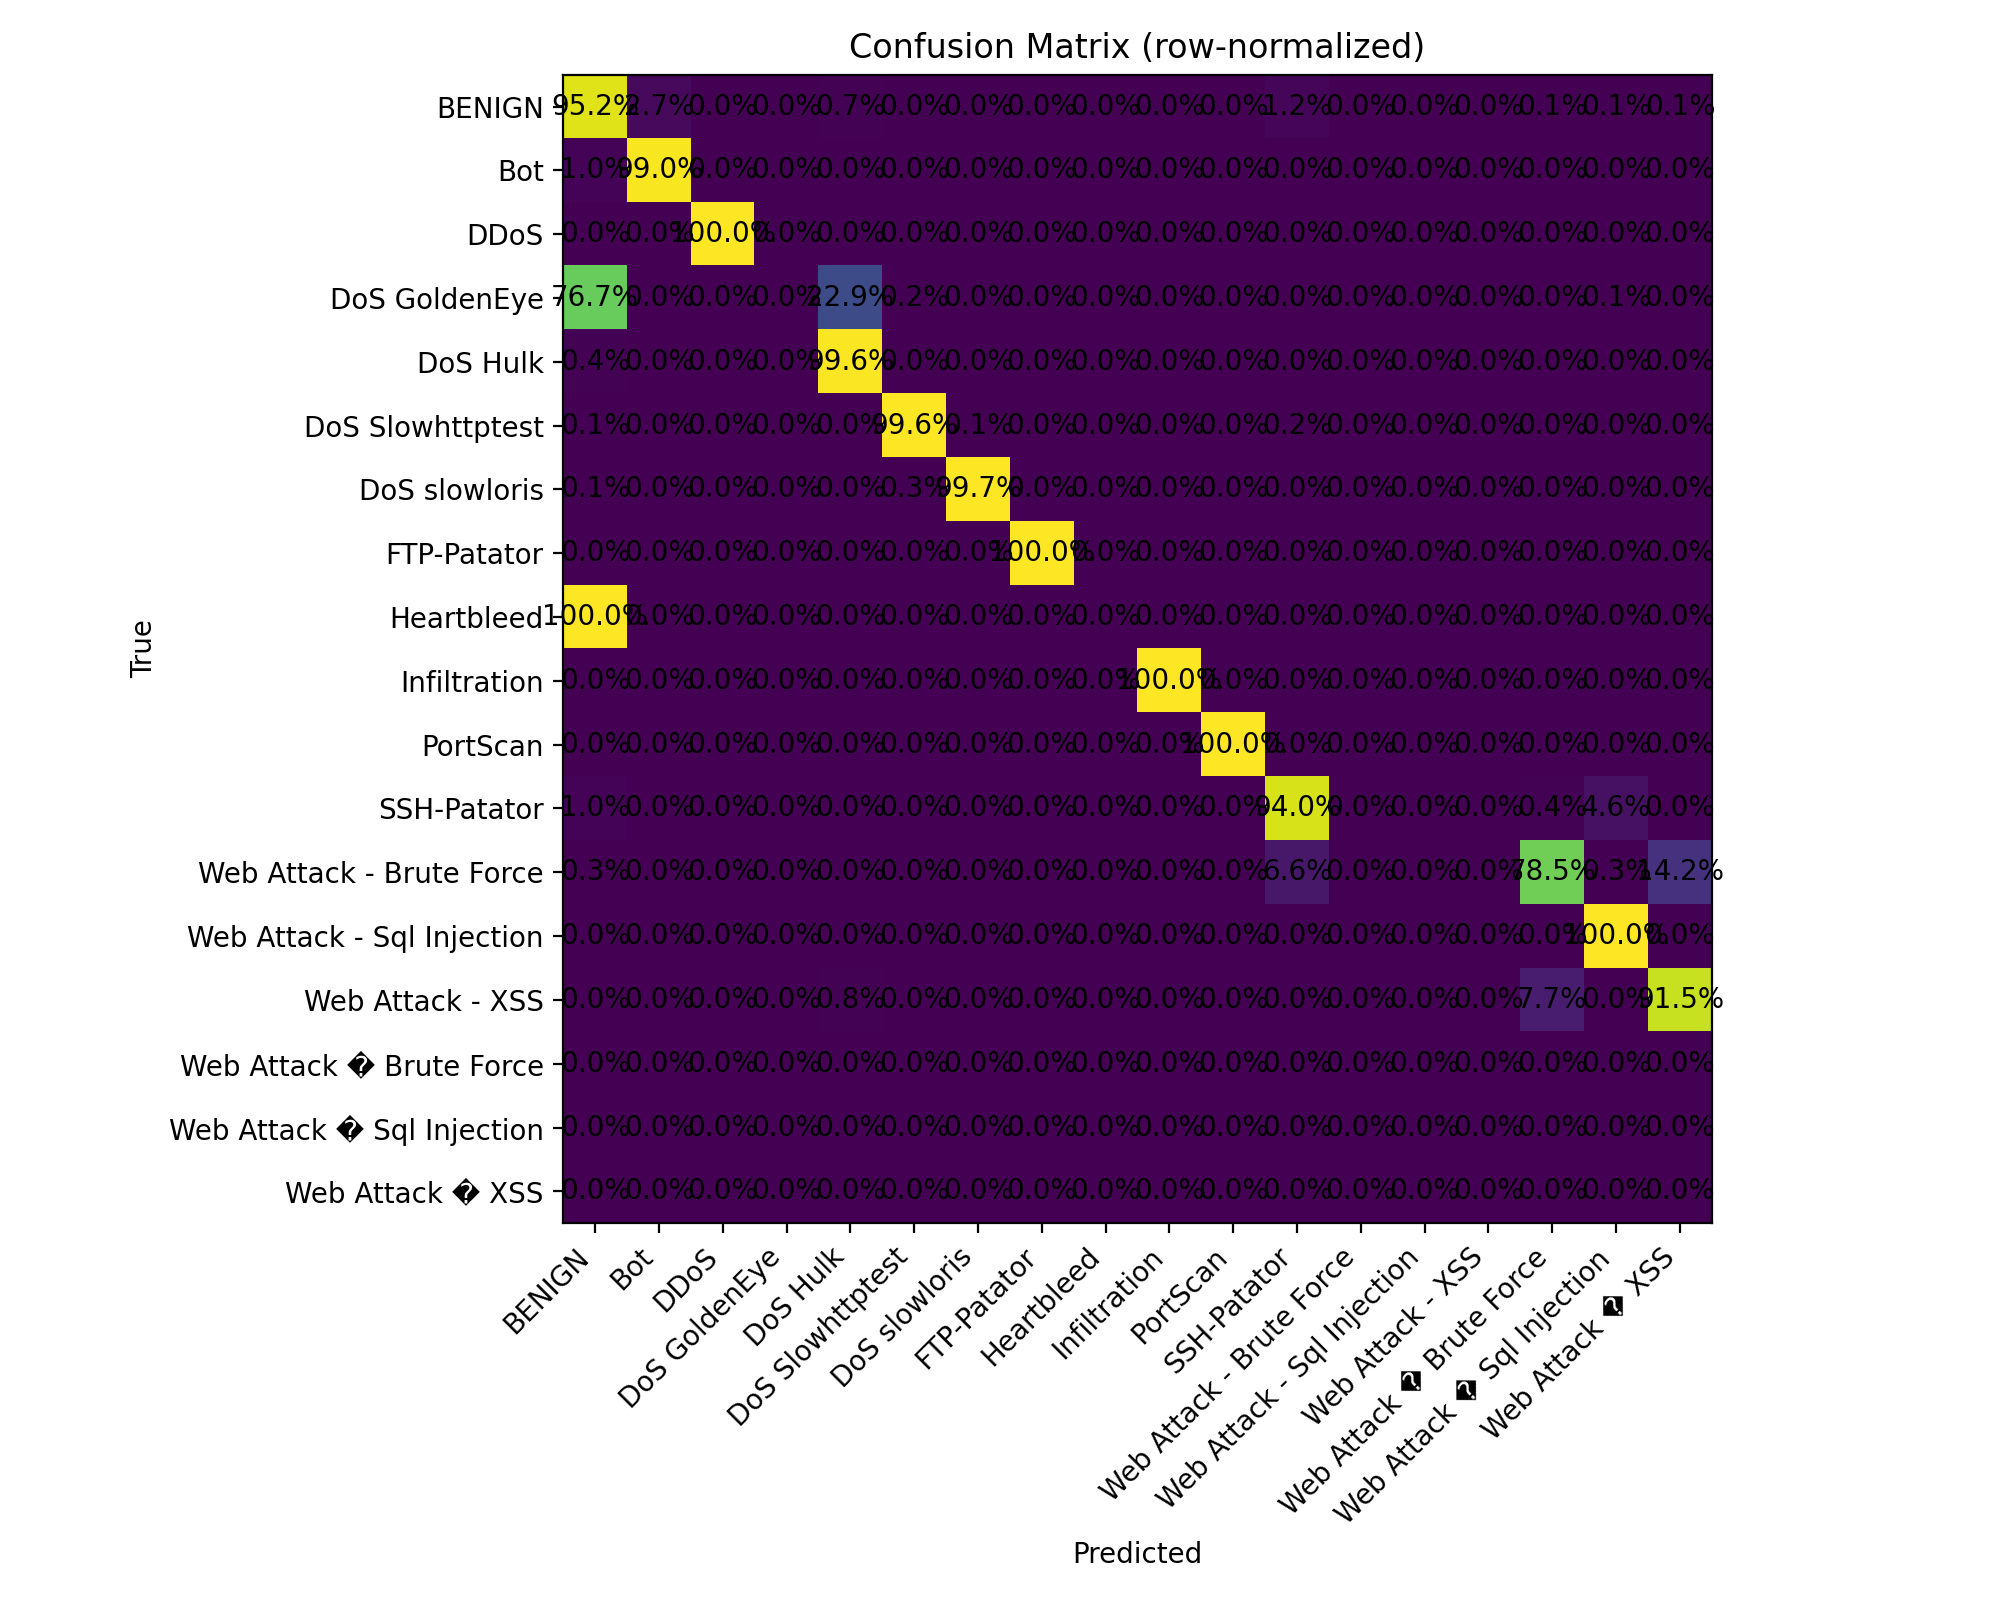 Confusion Matrix (row-normalized)
BENIGN 95.2% 2.7% 0.0% 0.0% 0.7% 0.0% 0.0% 0.0% 0.0% 0.0% 0.0% 1.2% 0.0% 0.0% 0.0% 0.1% 0.1% 0.1%
Bot 1.0% 99.0% 0.0% 0.0% 0.0% 0.0% 0.0% 0.0% 0.0% 0.0% 0.0% 0.0% 0.0% 0.0% 0.0% 0.0% 0.0% 0.0%
DDoS 0.0% 0.0% 100.0% 0.0% 0.0% 0.0% 0.0% 0.0% 0.0% 0.0% 0.0% 0.0% 0.0% 0.0% 0.0% 0.0% 0.0% 0.0%
DoS GoldenEye 76.7% 0.0% 0.0% 0.0% 22.9% 0.2% 0.0% 0.0% 0.0% 0.0% 0.0% 0.0% 0.0% 0.0% 0.0% 0.0% 0.1% 0.0%
DoS Hulk 0.4% 0.0% 0.0% 0.0% 99.6% 0.0% 0.0% 0.0% 0.0% 0.0% 0.0% 0.0% 0.0% 0.0% 0.0% 0.0% 0.0% 0.0%
DoS Slowhttptest 0.1% 0.0% 0.0% 0.0% 0.0% 99.6% 0.1% 0.0% 0.0% 0.0% 0.0% 0.2% 0.0% 0.0% 0.0% 0.0% 0.0% 0.0%
DoS slowloris 0.1% 0.0% 0.0% 0.0% 0.0% 0.3% 99.7% 0.0% 0.0% 0.0% 0.0% 0.0% 0.0% 0.0% 0.0% 0.0% 0.0% 0.0%
FTP-Patator 0.0% 0.0% 0.0% 0.0% 0.0% 0.0% 0.0% 100.0% 0.0% 0.0% 0.0% 0.0% 0.0% 0.0% 0.0% 0.0% 0.0% 0.0%
Heartbleed 100.0% 0.0% 0.0% 0.0% 0.0% 0.0% 0.0% 0.0% 0.0% 0.0% 0.0% 0.0% 0.0% 0.0% 0.0% 0.0% 0.0% 0.0%
Infiltration 0.0% 0.0% 0.0% 0.0% 0.0% 0.0% 0.0% 0.0% 0.0% 100.0% 0.0% 0.0% 0.0% 0.0% 0.0% 0.0% 0.0% 0.0%
PortScan 0.0% 0.0% 0.0% 0.0% 0.0% 0.0% 0.0% 0.0% 0.0% 0.0% 100.0% 0.0% 0.0% 0.0% 0.0% 0.0% 0.0% 0.0%
SSH-Patator 1.0% 0.0% 0.0% 0.0% 0.0% 0.0% 0.0% 0.0% 0.0% 0.0% 0.0% 94.0% 0.0% 0.0% 0.0% 0.4% 4.6% 0.0%
Web Attack - Brute Force 0.3% 0.0% 0.0% 0.0% 0.0% 0.0% 0.0% 0.0% 0.0% 0.0% 0.0% 6.6% 0.0% 0.0% 0.0% 78.5% 0.3% 14.2%
Web Attack - Sql Injection 0.0% 0.0% 0.0% 0.0% 0.0% 0.0% 0.0% 0.0% 0.0% 0.0% 0.0% 0.0% 0.0% 0.0% 0.0% 0.0% 100.0% 0.0%
Web Attack - XSS 0.0% 0.0% 0.0% 0.0% 0.8% 0.0% 0.0% 0.0% 0.0% 0.0% 0.0% 0.0% 0.0% 0.0% 0.0% 7.7% 0.0% 91.5%
Web Attack � Brute Force 0.0% 0.0% 0.0% 0.0% 0.0% 0.0% 0.0% 0.0% 0.0% 0.0% 0.0% 0.0% 0.0% 0.0% 0.0% 0.0% 0.0% 0.0%
Web Attack � Sql Injection 0.0% 0.0% 0.0% 0.0% 0.0% 0.0% 0.0% 0.0% 0.0% 0.0% 0.0% 0.0% 0.0% 0.0% 0.0% 0.0% 0.0% 0.0%
Web Attack � XSS 0.0% 0.0% 0.0% 0.0% 0.0% 0.0% 0.0% 0.0% 0.0% 0.0% 0.0% 0.0% 0.0% 0.0% 0.0% 0.0% 0.0% 0.0%
True
BENIGN
Bot
DDoS
DoS GoldenEye
DoS Hulk
DoS Slowhttptest
DoS slowloris
FTP-Patator
Heartbleed
Infiltration
PortScan
SSH-Patator
Web Attack - Brute Force
Web Attack - Sql Injection
Web Attack - XSS
Web Attack � Brute Force
Web Attack � Sql Injection
Web Attack � XSS
Predicted